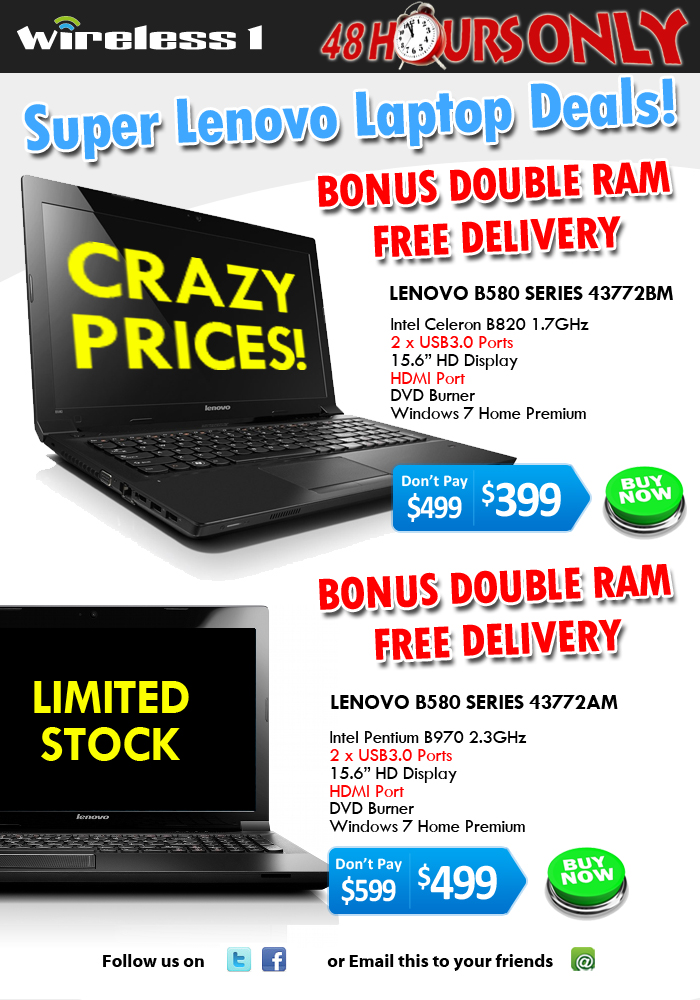 wireless 1
48 HOURS ONLY
Super Lenovo Laptop Deals!
BONUS DOUBLE RAM
FREE DELIVERY
CRAZY
PRICES!
lenovo
LENOVO B580 SERIES 43772BM
Intel Celeron B820 1.7GHz
2 x USB3.0 Ports
15.6” HD Display
HDMI Port
DVD Burner
Windows 7 Home Premium
Don’t Pay
$499
$399
BUY
NOW
BONUS DOUBLE RAM
FREE DELIVERY
LIMITED
STOCK
lenovo
LENOVO B580 SERIES 43772AM
Intel Pentium B970 2.3GHz
2 x USB3.0 Ports
15.6” HD Display
HDMI Port
DVD Burner
Windows 7 Home Premium
Don’t Pay
$599
$499
BUY
NOW
Follow us on
or Email this to your friends